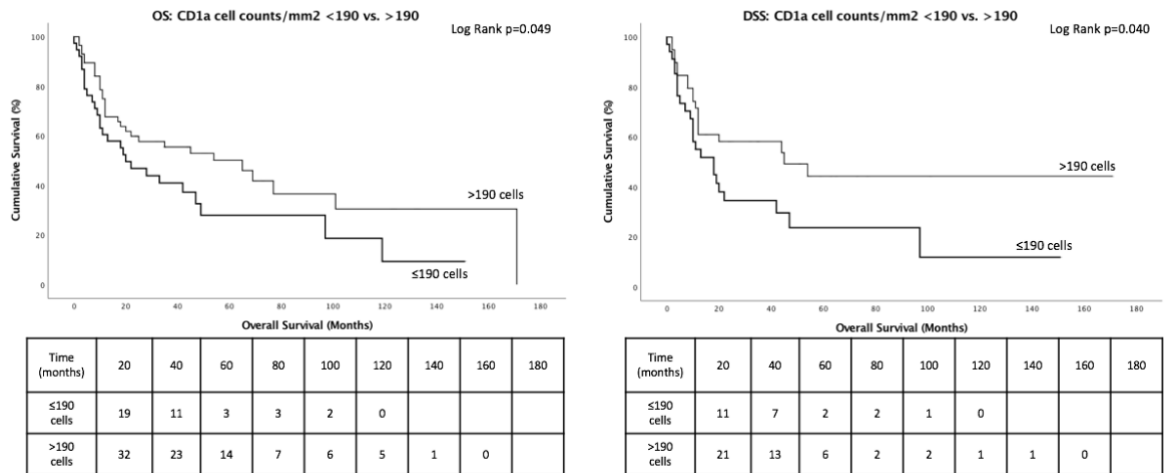 OS: CD1a cell counts/mm2 <190 vs. >190
Log Rank p=0.049
100
80
60
40
20
0
Cumulative Survival (%)
>190 cells
≤190 cells
0 20 40 60 80 100 120 140 160 180
Overall Survival (Months)
Time (months) 20 40 60 80 100 120 140 160 180
≤190 cells 19 11 3 3 2 0
>190 cells 32 23 14 7 6 5 1 0
DSS: CD1a cell counts/mm2 <190 vs. >190
Log Rank p=0.040
100
80
60
40
20
0
Cumulative Survival (%)
>190 cells
≤190 cells
0 20 40 60 80 100 120 140 160 180
Overall Survival (Months)
Time (months) 20 40 60 80 100 120 140 160 180
≤190 cells 11 7 2 2 1 0
>190 cells 21 13 6 2 2 1 1 0